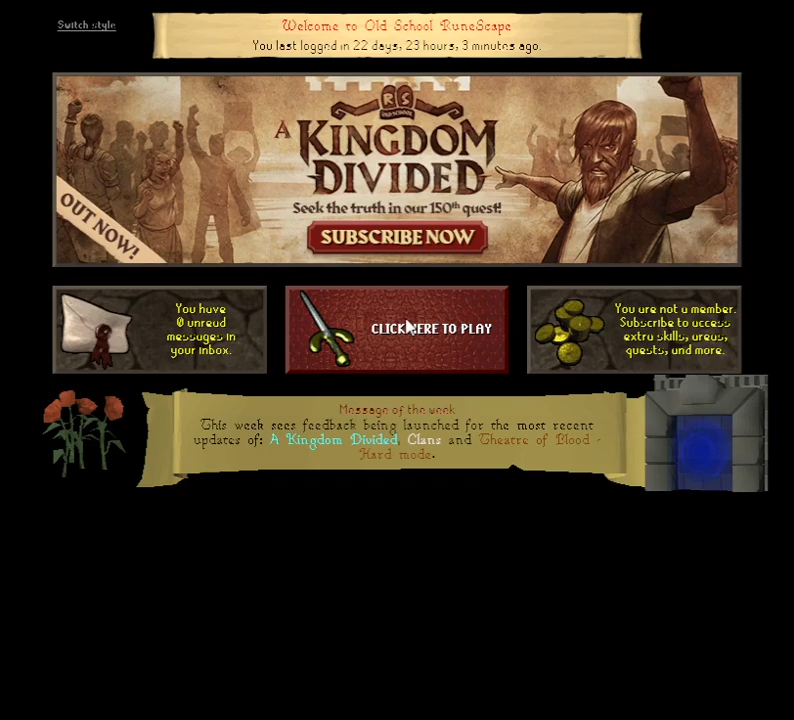 Switch style
Welcome to Old School RuneScape
You last logged in 22 days, 23 hours, 3 minutes ago.
RS
OLD SCHOOL
A KINGDOM
DIVIDED
Seek the truth in our 150th quest!
OUT NOW!
SUBSCRIBE NOW
You have
0 unread
messages in
your inbox.
CLICK HERE TO PLAY
You are not a member.
Subscribe to access
extra skills, areas,
quests, and more.
Message of the week
This week sees feedback being launched for the most recent
updates of: A Kingdom Divided, Clans and Theatre of Blood -
Hard mode.